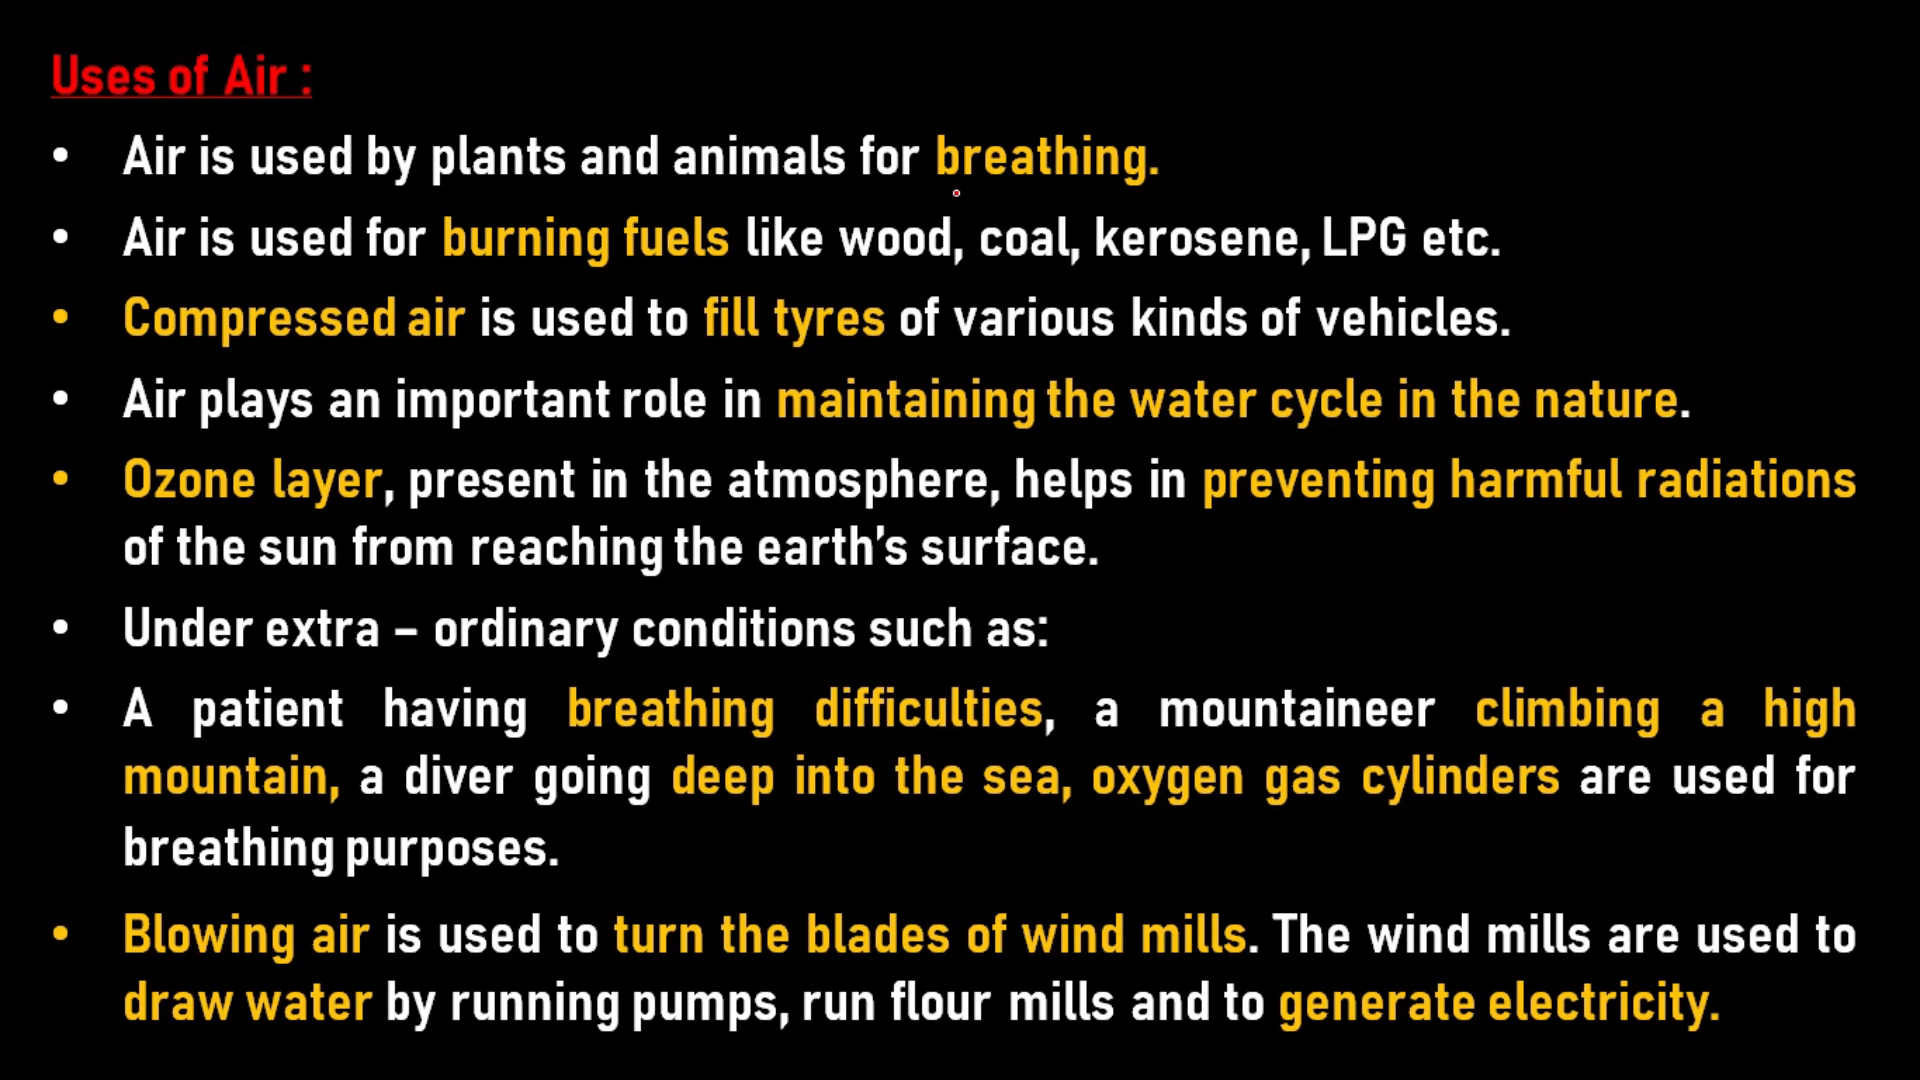 Uses of Air :
• Air is used by plants and animals for breathing.
• Air is used for burning fuels like wood, coal, kerosene, LPG etc.
• Compressed air is used to fill tyres of various kinds of vehicles.
• Air plays an important role in maintaining the water cycle in the nature.
• Ozone layer, present in the atmosphere, helps in preventing harmful radiations
of the sun from reaching the earth's surface.
• Under extra – ordinary conditions such as:
• A patient having breathing difficulties, a mountaineer climbing a high
mountain, a diver going deep into the sea, oxygen gas cylinders are used for
breathing purposes.
• Blowing air is used to turn the blades of wind mills. The wind mills are used to
draw water by running pumps, run flour mills and to generate electricity.